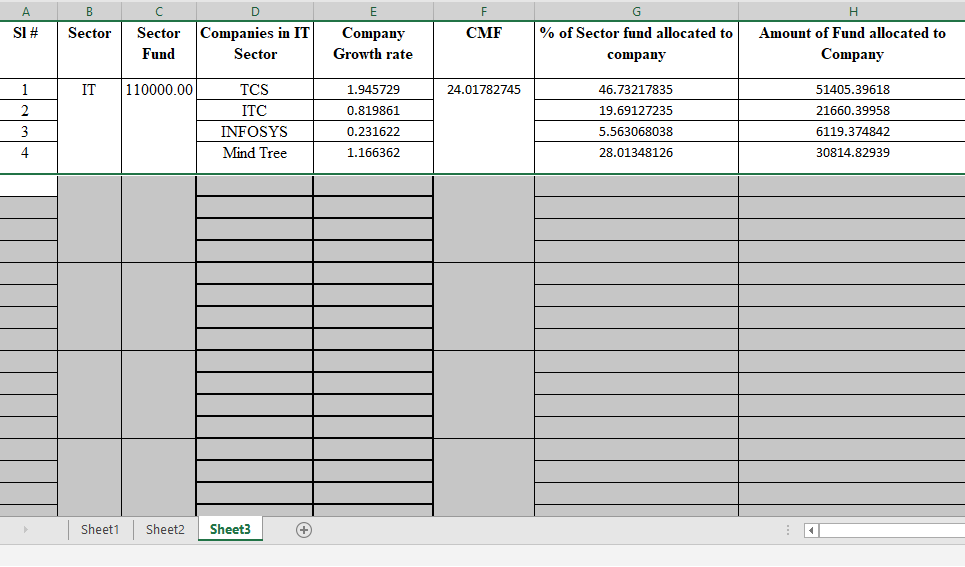 A B C D E F G H
Sl # Sector Sector Companies in IT Company CMF % of Sector fund allocated to Amount of Fund allocated to
Fund Sector Growth rate company Company
1 IT 110000.00 TCS 1.945729 24.01782745 46.73217835 51405.39618
2 ITC 0.819861 19.69127235 21660.39958
3 INFOSYS 0.231622 5.563068038 6119.374842
4 Mind Tree 1.166362 28.01348126 30814.82939
Sheet1 Sheet2 Sheet3